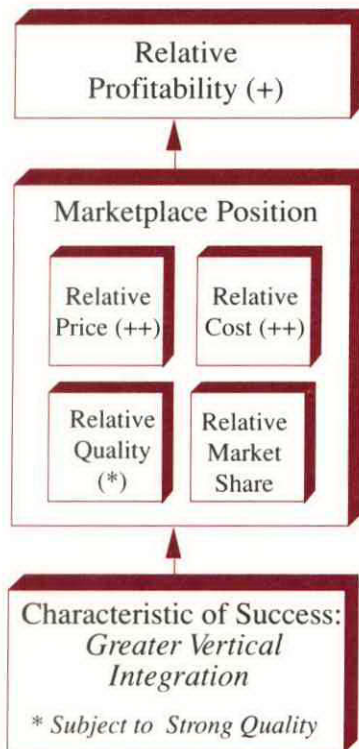 Relative
Profitability (+)
Marketplace Position
Relative
Price (++)
Relative
Cost (++)
Relative
Quality
(*)
Relative
Market
Share
Characteristic of Success:
Greater Vertical
Integration
* Subject to Strong Quality